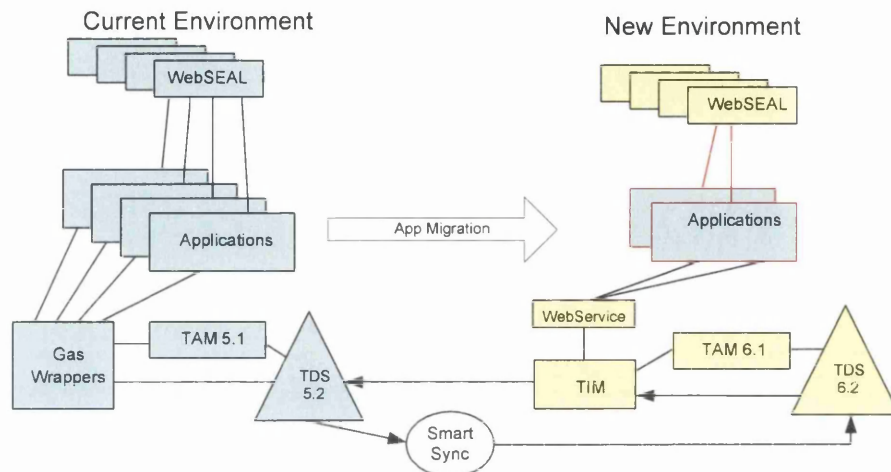 Current Environment
New Environment
WebSEAL
WebSEAL
Applications
App Migration
Applications
WebService
Gas
Wrappers
TAM 5.1
TDS
5.2
TIM
TAM 6.1
TDS
6.2
Smart
Sync